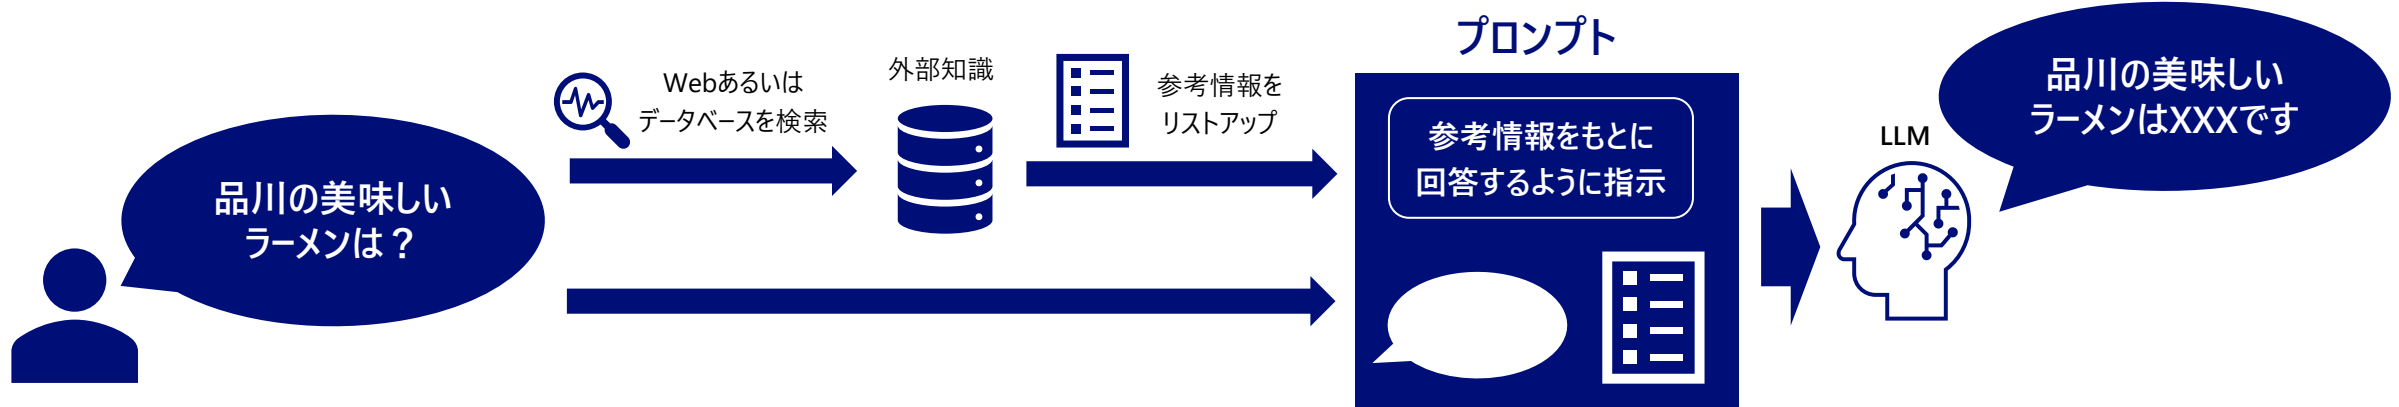 品川の美味しい
ラーメンは？
Webあるいは
データベースを検索
外部知識
参考情報を
リストアップ
プロンプト
参考情報をもとに
回答するように指示
LLM
品川の美味しい
ラーメンはXXXです